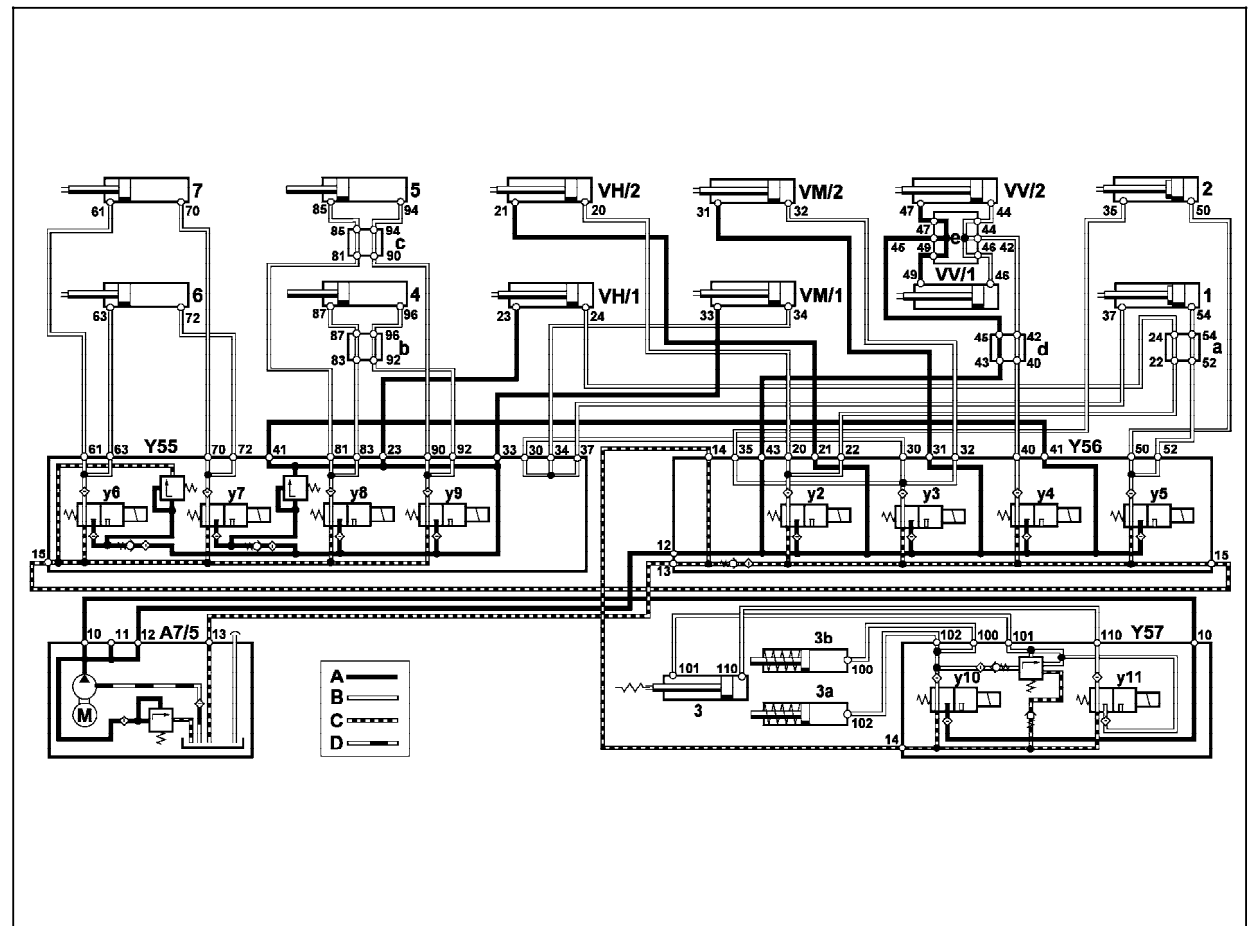 7 5 VH/2 VM/2 VV/2 2
61 70 85 94 21 20 31 32 47 44 35 50
85 94 47 44
c e
45 49 46 42
81 90
49 VV/1 46
6 4 VH/1 VM/1 1
63 72 87 96 23 24 33 34 37 54
87 96 45 42 24 54
b d a
83 92 43 40 22 52
61 63 Y55 70 72 41 81 83 23 90 92 33 30 34 37 14 35 43 20 21 22 30 31 32 40 41 Y56 50 52
y6 y7 y8 y9 y2 y3 y4 y5
15 12 15
13
10 11 12 A7/5 13 102 100 101 110 Y57 10
3b
101 110 100
A
B y10 y11
M C 3 3a
D 102
14